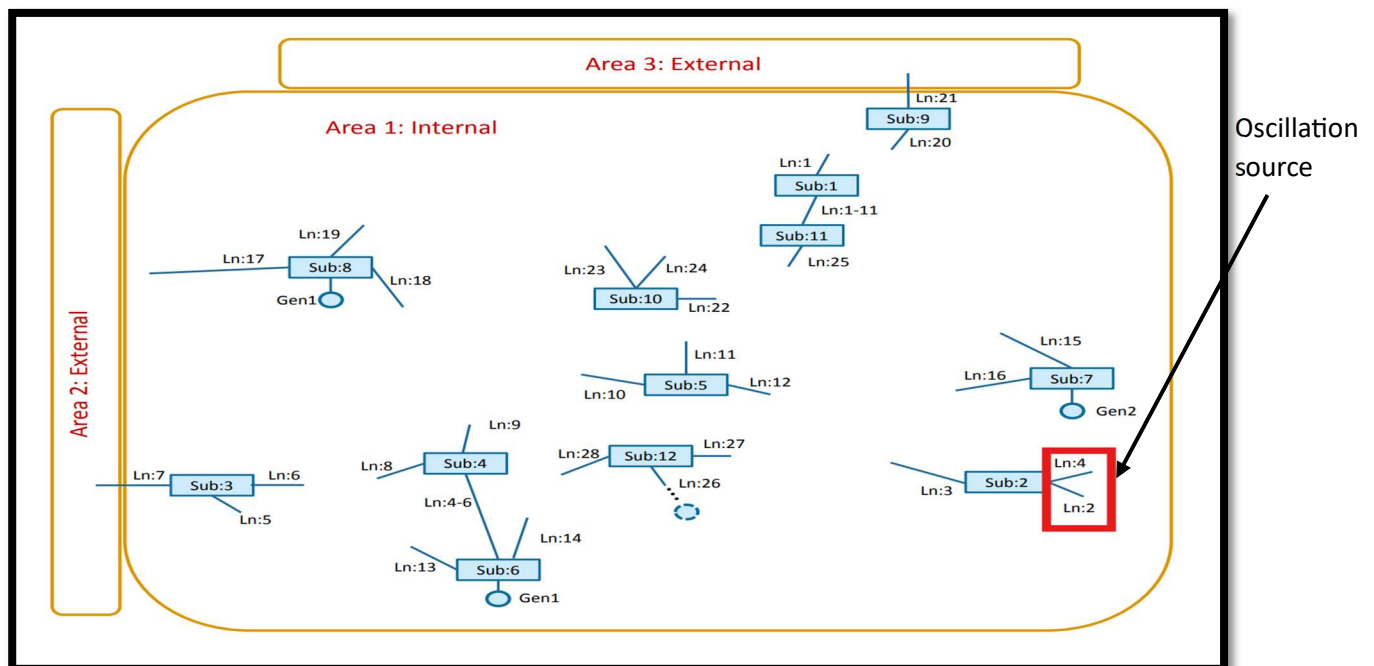 Area 3: External
Ln:21
Sub:9
Ln:20
Oscillation
source
Area 1: Internal
Ln:1
Sub:1
Ln:1-11
Sub:11
Ln:25
Ln:19
Ln:17
Sub:8
Ln:18
Gen1
Ln:23
Ln:24
Sub:10
Ln:22
Area 2: External
Ln:11
Sub:5
Ln:10
Ln:12
Ln:15
Ln:16
Sub:7
Gen2
Ln:9
Ln:8
Sub:4
Ln:4-6
Ln:28
Sub:12
Ln:27
Ln:26
Ln:4
Ln:3
Sub:2
Ln:2
Ln:7
Sub:3
Ln:6
Ln:5
Ln:14
Ln:13
Sub:6
Gen1